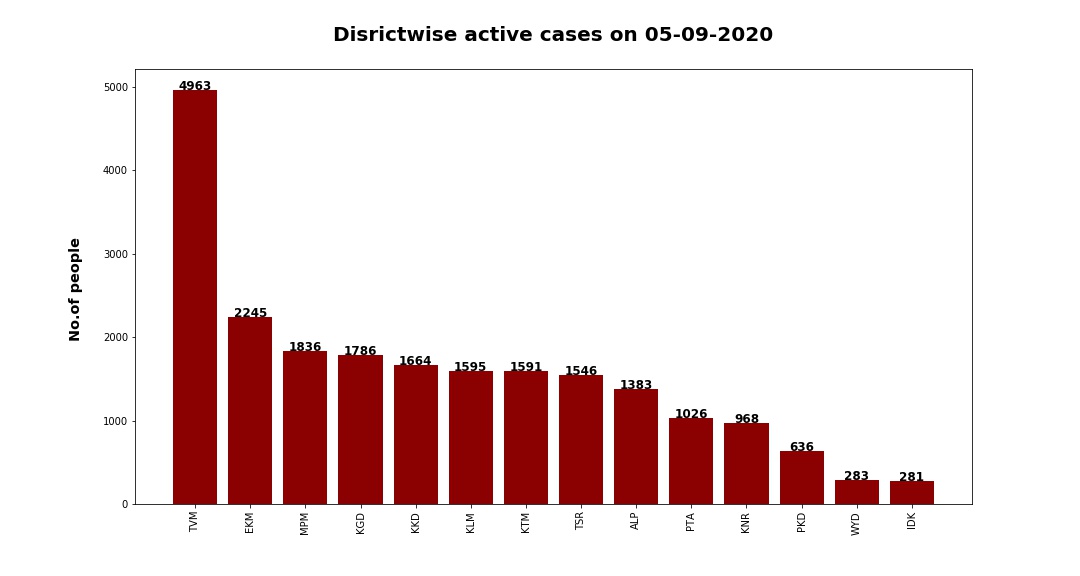 Disrictwise active cases on 05-09-2020
No.of people
5000
4000
3000
2000
1000
0
4963
2245
1836
1786
1664
1595
1591
1546
1383
1026
968
636
283
281
TVM
EKM
MPM
KGD
KKD
KLM
KTM
TSR
ALP
PTA
KNR
PKD
WYD
IDK